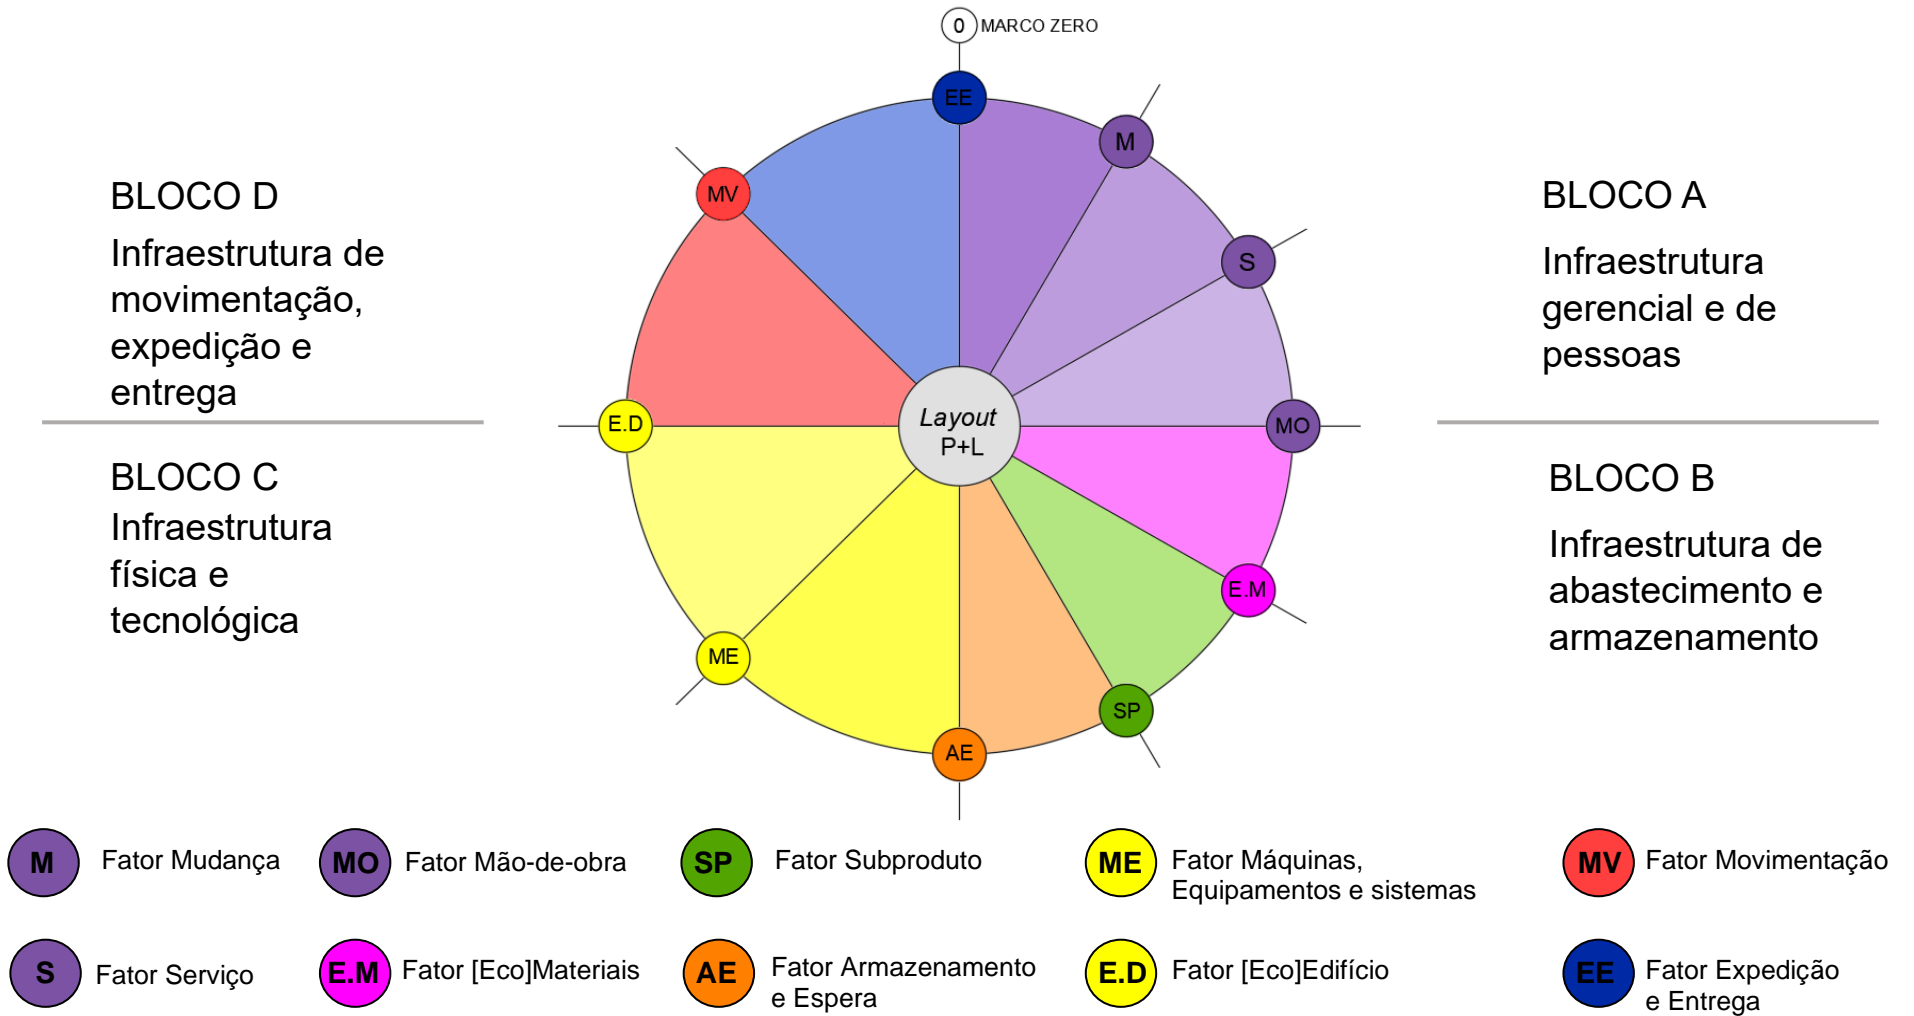 0 MARCO ZERO
EE
M
MV
S
BLOCO D
Infraestrutura de
movimentação,
expedição e
entrega
BLOCO A
Infraestrutura
gerencial e de
pessoas
E.D
Layout
P+L
MO
BLOCO C
Infraestrutura
física e
tecnológica
BLOCO B
Infraestrutura de
abastecimento e
armazenamento
E.M
ME
SP
AE
M Fator Mudança
MO Fator Mão-de-obra
SP Fator Subproduto
ME Fator Máquinas,
Equipamentos e sistemas
MV Fator Movimentação
S Fator Serviço
E.M Fator [Eco]Materiais
AE Fator Armazenamento
e Espera
E.D Fator [Eco]Edifício
EE Fator Expedição
e Entrega